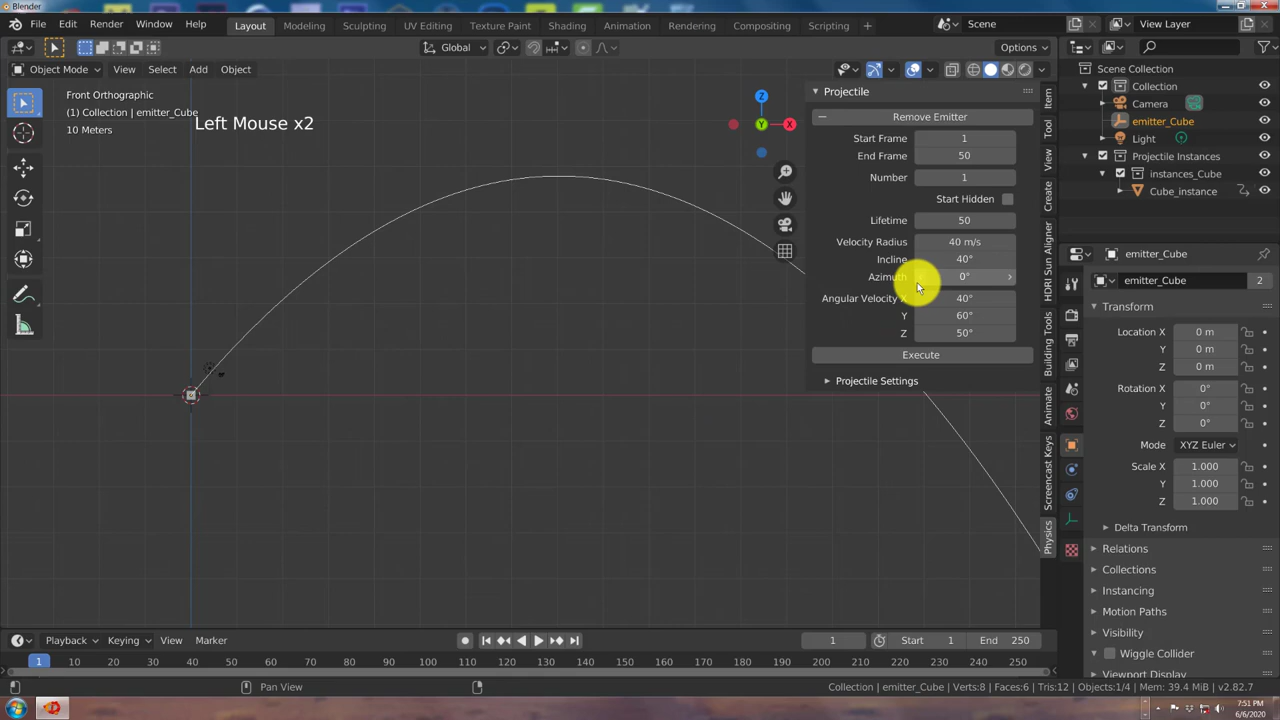 Blender
File Edit Render Window Help Layout Modeling Sculpting UV Editing Texture Paint Shading Animation Rendering Compositing Scripting + Scene View Layer
Global Options
Object Mode View Select Add Object
Front Orthographic
(1) Collection | emitter_Cube
10 Meters
Left Mouse x2
Z
Y
X
Projectile
Remove Emitter
Start Frame 1
End Frame 50
Number 1
Start Hidden
Lifetime 50
Velocity Radius 40 m/s
Incline 40°
Azimuth 0°
Angular Velocity X 40°
Y 60°
Z 50°
Execute
Projectile Settings
Item
Tool
View
Create
HDRI Sun Aligner
Building Tools
Animate
Screencast Keys
Physics
Scene Collection
Collection
Camera
emitter_Cube
Light
Projectile Instances
instances_Cube
Cube_instance
emitter_Cube
emitter_Cube 2
Transform
Location X 0 m
Y 0 m
Z 0 m
Rotation X 0°
Y 0°
Z 0°
Mode XYZ Euler
Scale X 1.000
Y 1.000
Z 1.000
Delta Transform
Relations
Collections
Instancing
Motion Paths
Visibility
Wiggle Collider
Viewport Display
Playback Keying View Marker 1 Start 1 End 250
1 10 20 30 40 50 60 70 80 90 100 110 120 130 140 150 160 170 180 190 200 210 220 230 240 250
Pan View Collection | emitter_Cube | Verts:8 | Faces:6 | Tris:12 | Objects:1/4 | Mem: 39.4 MiB | v2.82.7
7:51 PM
6/6/2020